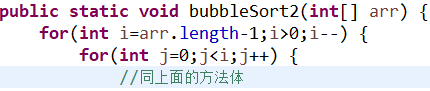 public static void bubbleSort2(int[] arr) {
for(int i=arr.length-1;i>0;i--) {
for(int j=0;j<i;j++) {
//同上面的方法体